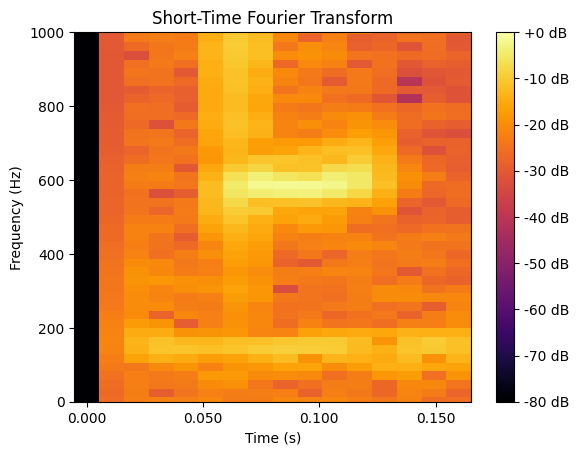 Short-Time Fourier Transform
Frequency (Hz)
1000
800
600
400
200
0
0.000
0.050
0.100
0.150
Time (s)
+0 dB
-10 dB
-20 dB
-30 dB
-40 dB
-50 dB
-60 dB
-70 dB
-80 dB